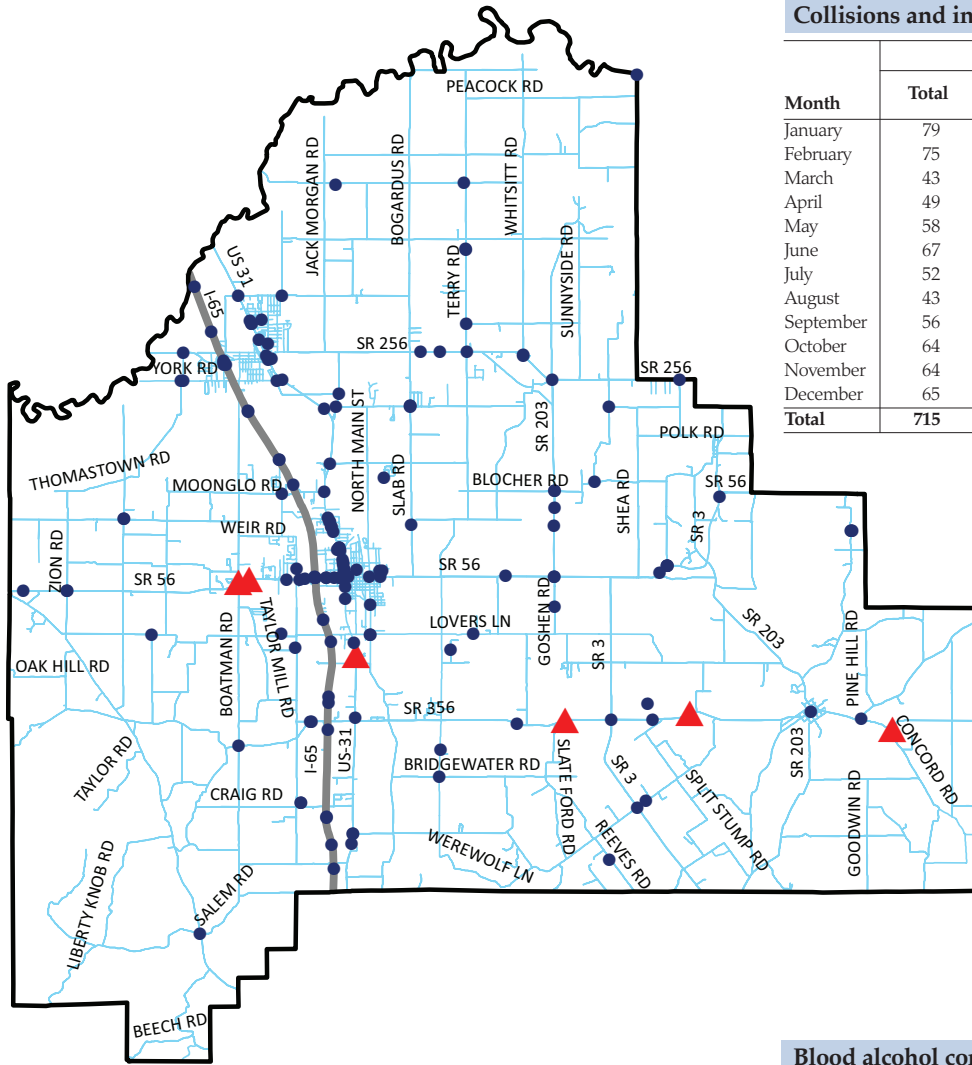 Collisions and in
Month Total
January 79
February 75
March 43
April 49
May 58
June 67
July 52
August 43
September 56
October 64
November 64
December 65
Total 715
PEACOCK RD
JACK MORGAN RD
BOGARDUS RD
WHITSITT RD
US 31
I-65
TERRY RD
SUNNYSIDE RD
SR 256
YORK RD
SR 256
NORTH MAIN ST
SR 203
POLK RD
THOMASTOWN RD
MOONGLO RD
SLAB RD
BLOCHER RD
SHEA RD
SR 56
WEIR RD
SR 3
ZION RD
SR 56
SR 56
TAYLOR MILL RD
BOATMAN RD
LOVERS LN
GOSHEN RD
SR 3
SR 203
PINE HILL RD
OAK HILL RD
SR 356
I-65
US-31
TAYLOR RD
BRIDGEWATER RD
SLATE FORD RD
SR 3
SPLIT STUMP RD
SR 203
CONCORD RD
GOODWIN RD
CRAIG RD
WEREWOLF LN
REEVES RD
LIBERTY KNOB RD
SALEM RD
BEECH RD
Blood alcohol con